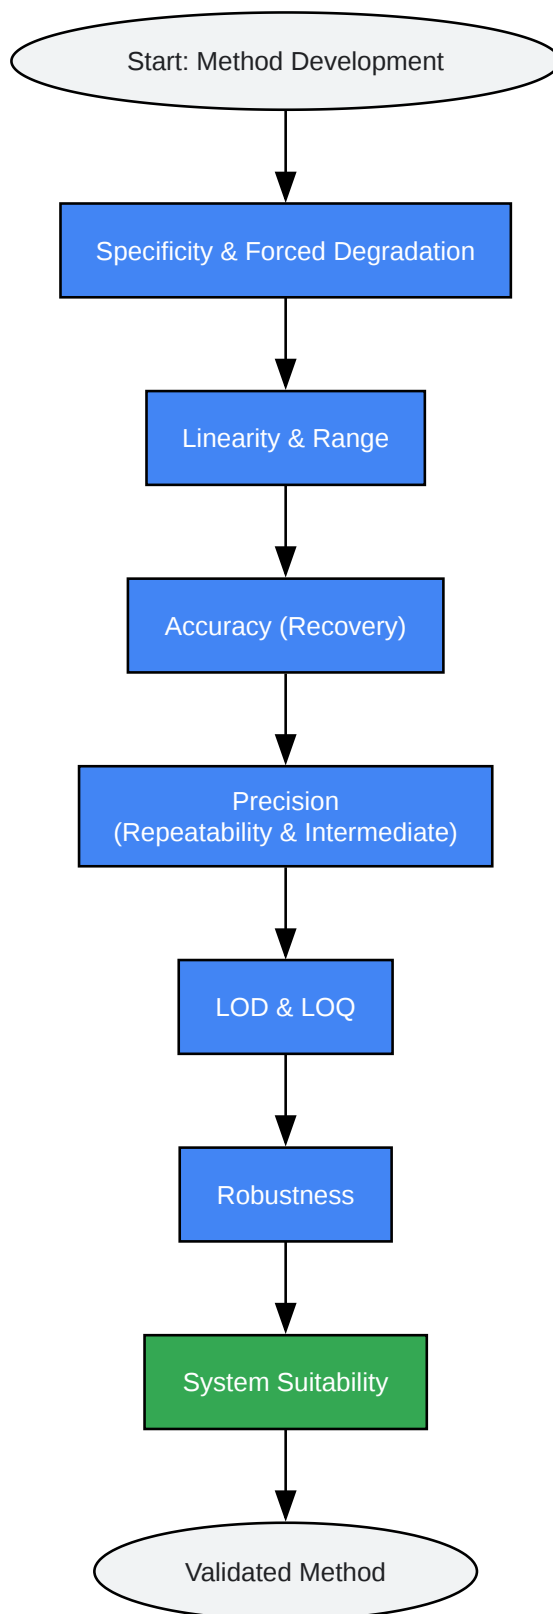 Start: Method Development
Specificity & Forced Degradation
Linearity & Range
Accuracy (Recovery)
Precision
(Repeatability & Intermediate)
LOD & LOQ
Robustness
System Suitability
Validated Method